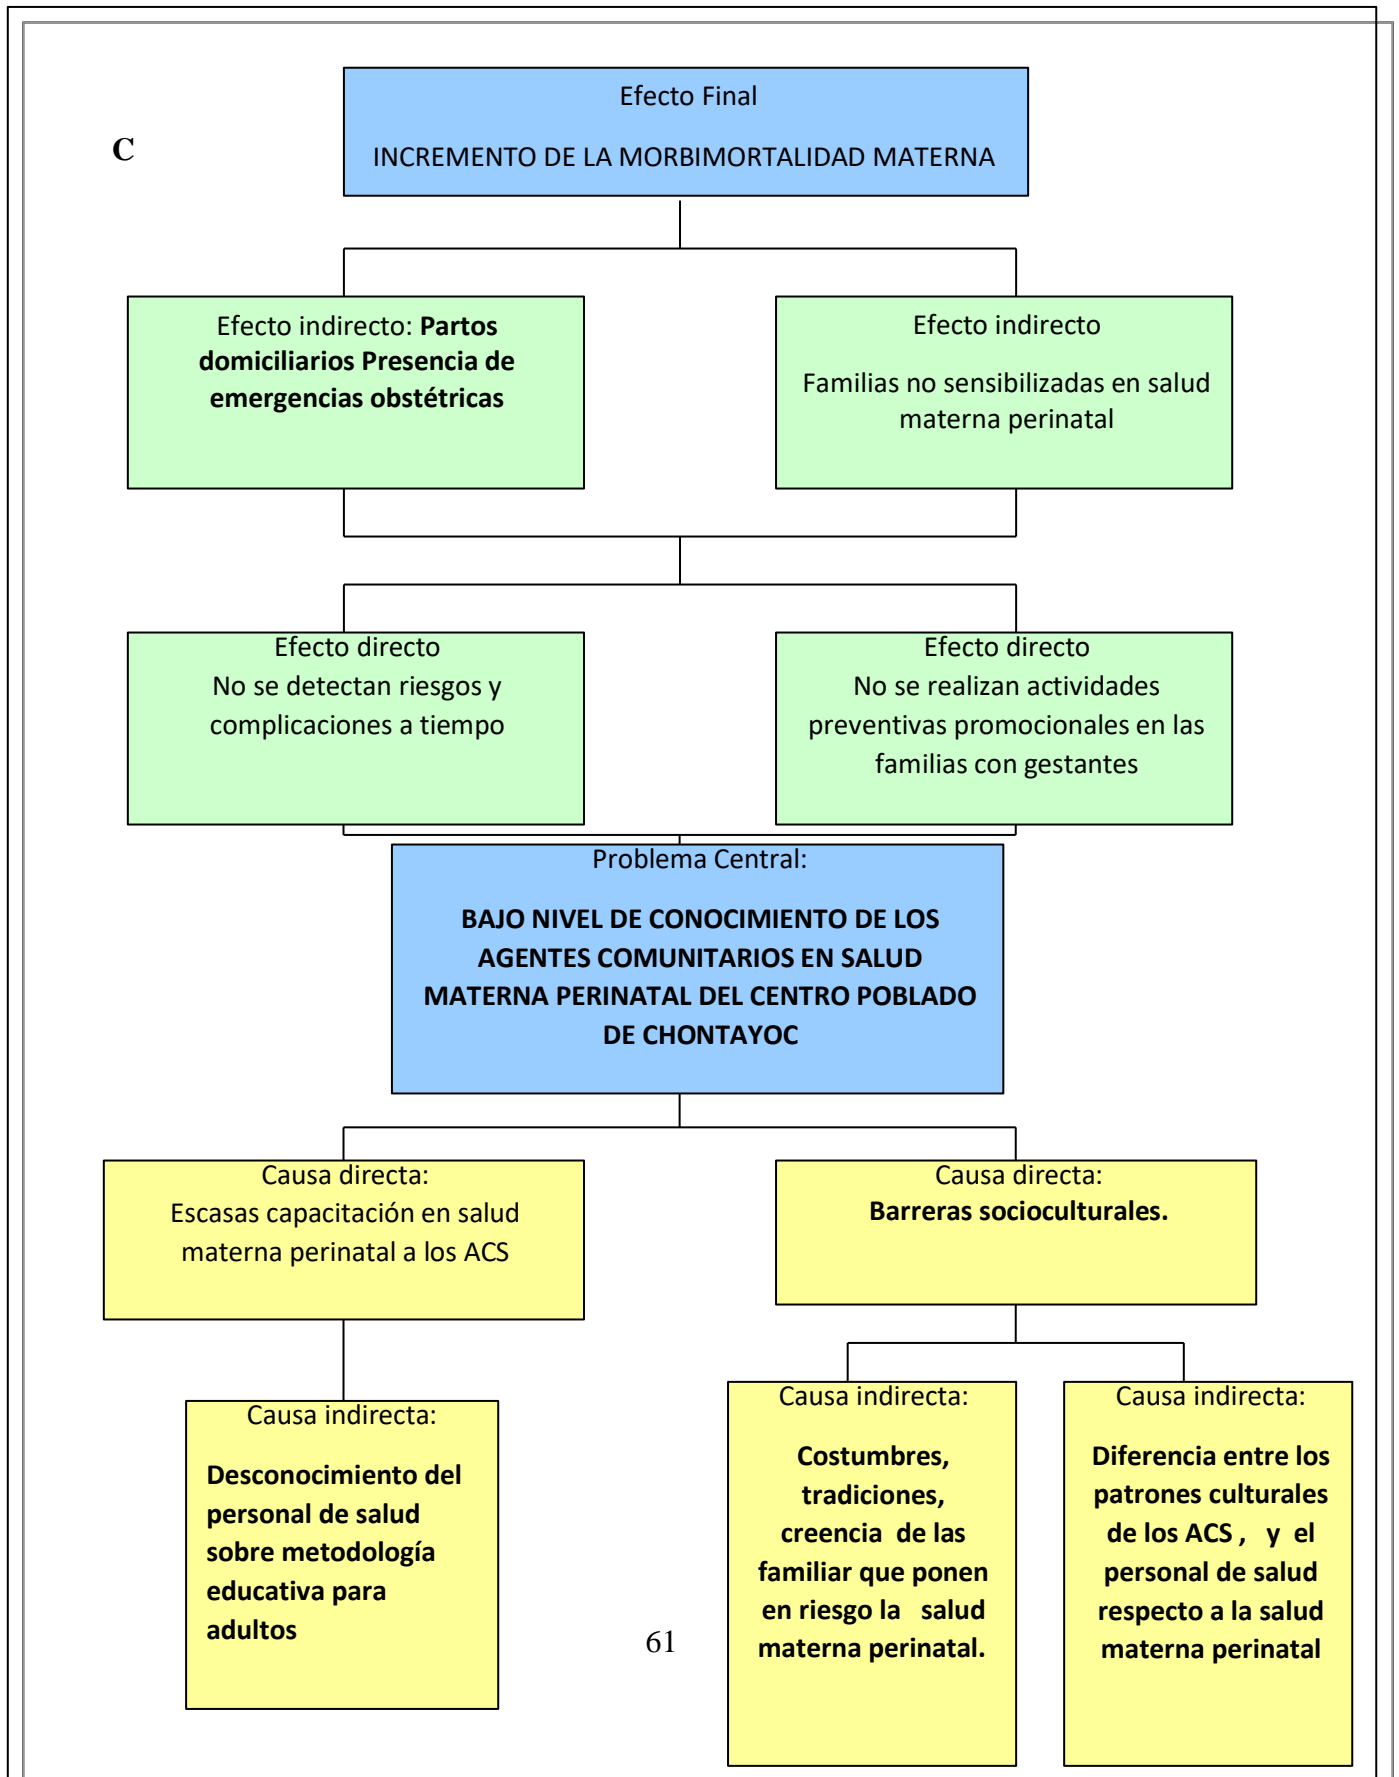 Efecto Final
C
INCREMENTO DE LA MORBIMORTALIDAD MATERNA
Efecto indirecto: Partos
domiciliarios Presencia de
emergencias obstétricas
Efecto indirecto
Familias no sensibilizadas en salud
materna perinatal
Efecto directo
No se detectan riesgos y
complicaciones a tiempo
Efecto directo
No se realizan actividades
preventivas promocionales en las
familias con gestantes
Problema Central:
BAJO NIVEL DE CONOCIMIENTO DE LOS
AGENTES COMUNITARIOS EN SALUD
MATERNA PERINATAL DEL CENTRO POBLADO
DE CHONTAYOC
Causa directa:
Escasas capacitación en salud
materna perinatal a los ACS
Causa directa:
Barreras socioculturales.
Causa indirecta:
Desconocimiento del
personal de salud
sobre metodología
educativa para
adultos
Causa indirecta:
Costumbres,
tradiciones,
creencia  de las
familiar que ponen
en riesgo la   salud
materna perinatal.
Causa indirecta:
Diferencia entre los
patrones culturales
de los ACS ,   y  el
personal de salud
respecto a la salud
materna perinatal
61